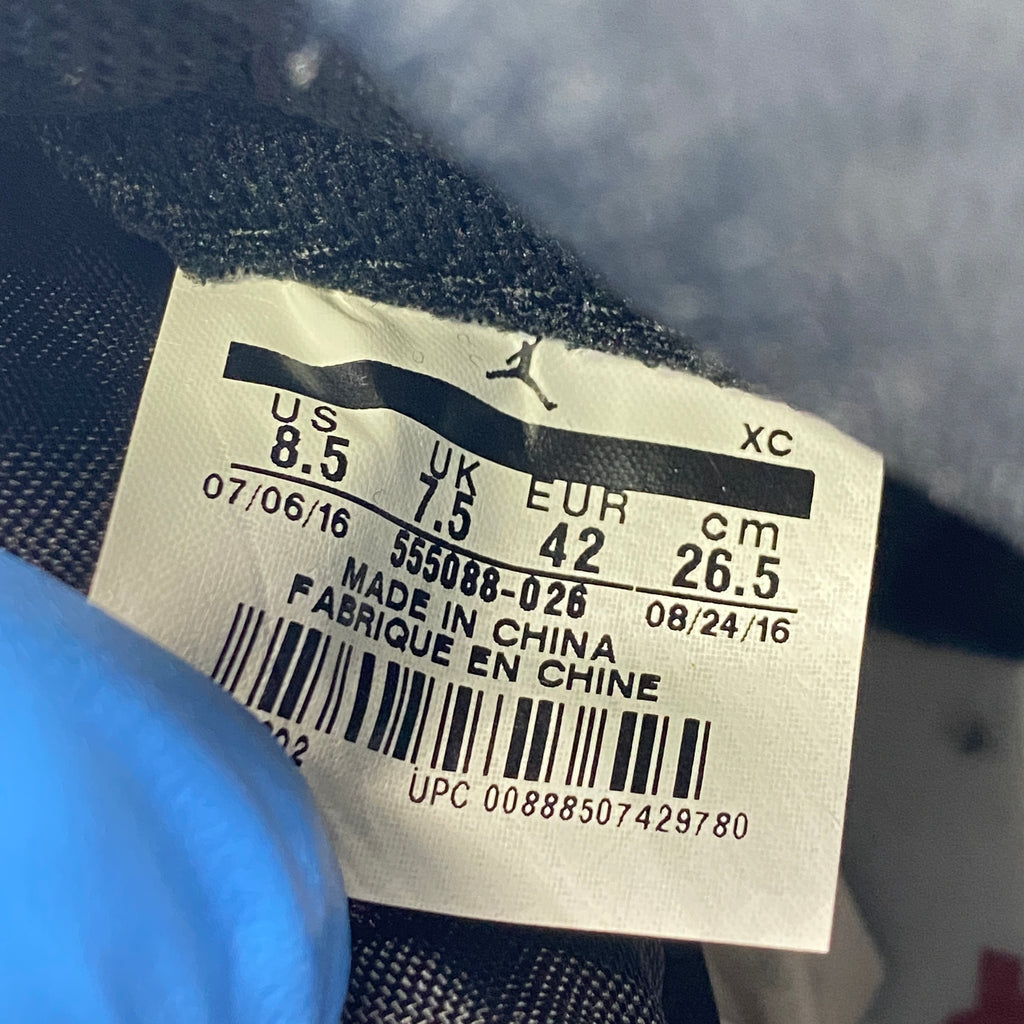 XC
US UK EUR cm
8.5 7.5 42 26.5
07/06/16 555088-026 08/24/16
MADE IN CHINA
FABRIQUE EN CHINE
UPC 00888507429780